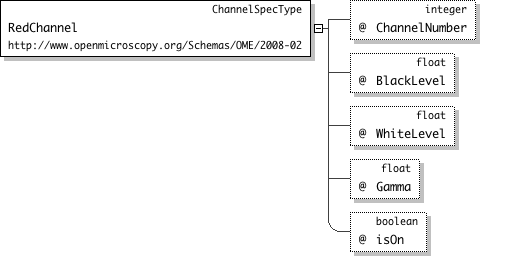 ChannelSpecType
RedChannel
http://www.openmicroscopy.org/Schemas/OME/2008-02
integer
@ ChannelNumber
float
@ BlackLevel
float
@ WhiteLevel
float
@ Gamma
boolean
@ isOn